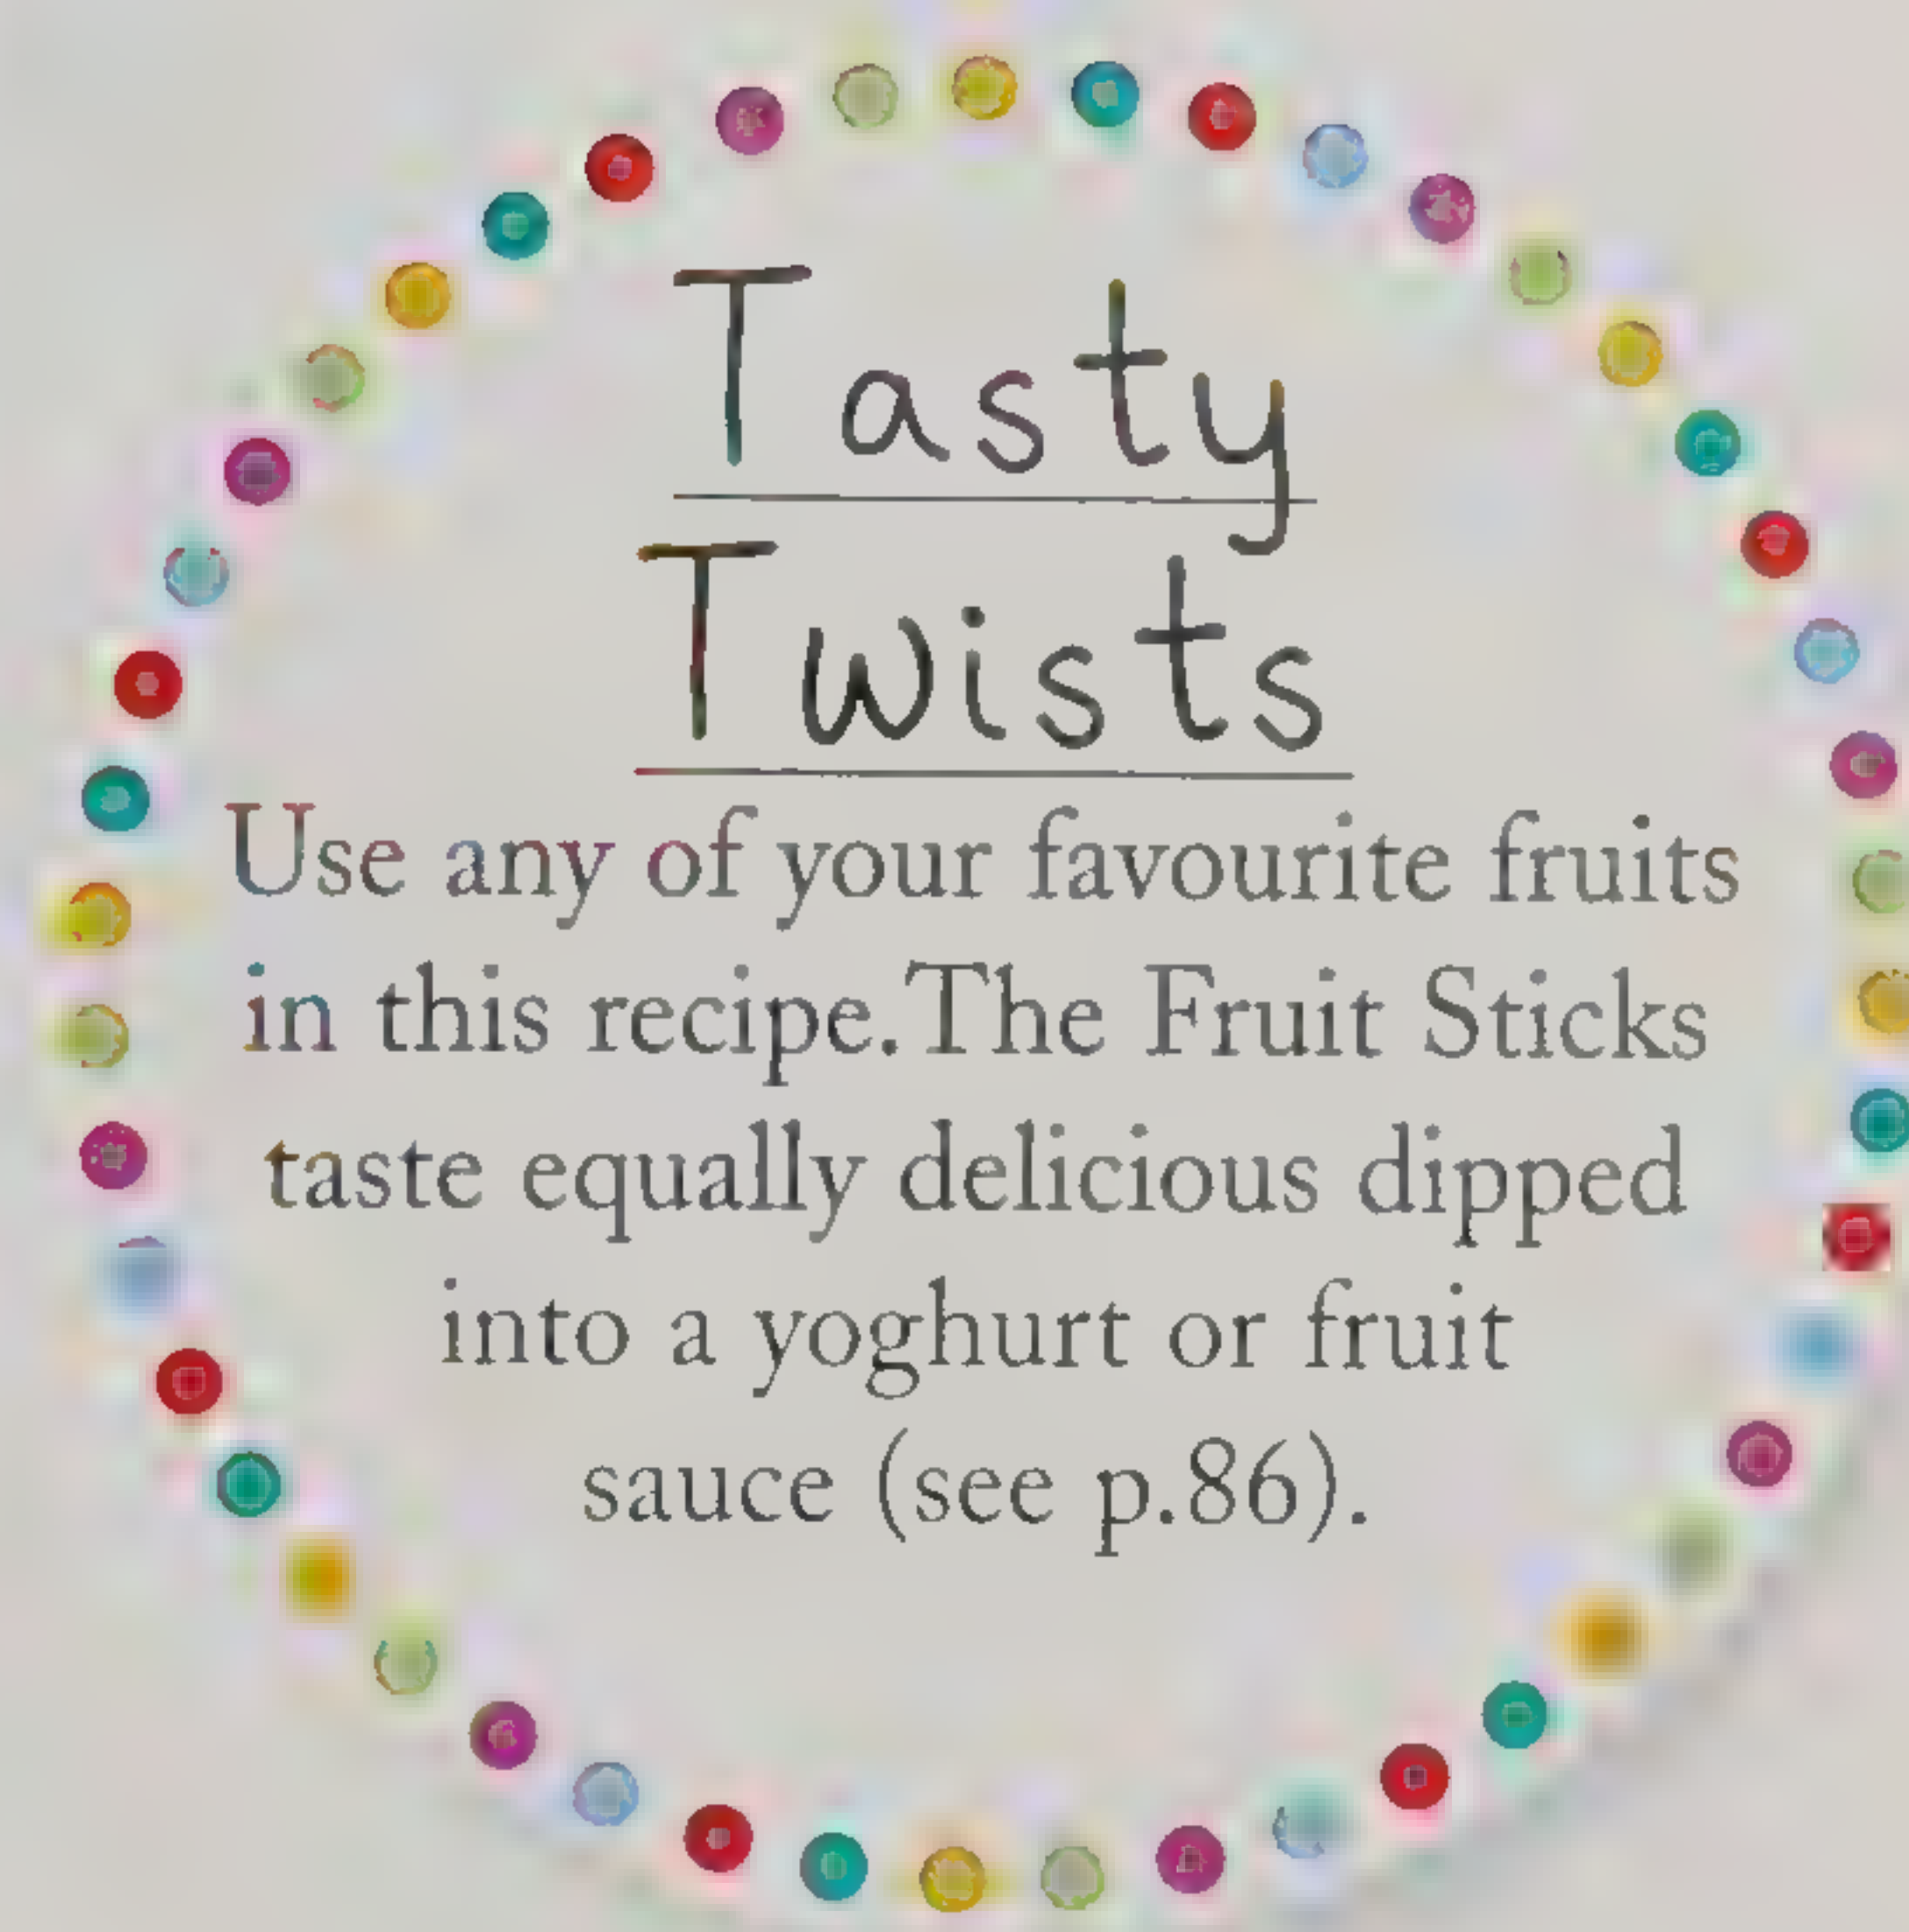 Tasty
Twists
Use any of your favourite fruits
in this recipe.The Fruit Sticks
taste equally delicious dipped
into a yoghurt or fruit
sauce (see p.86).